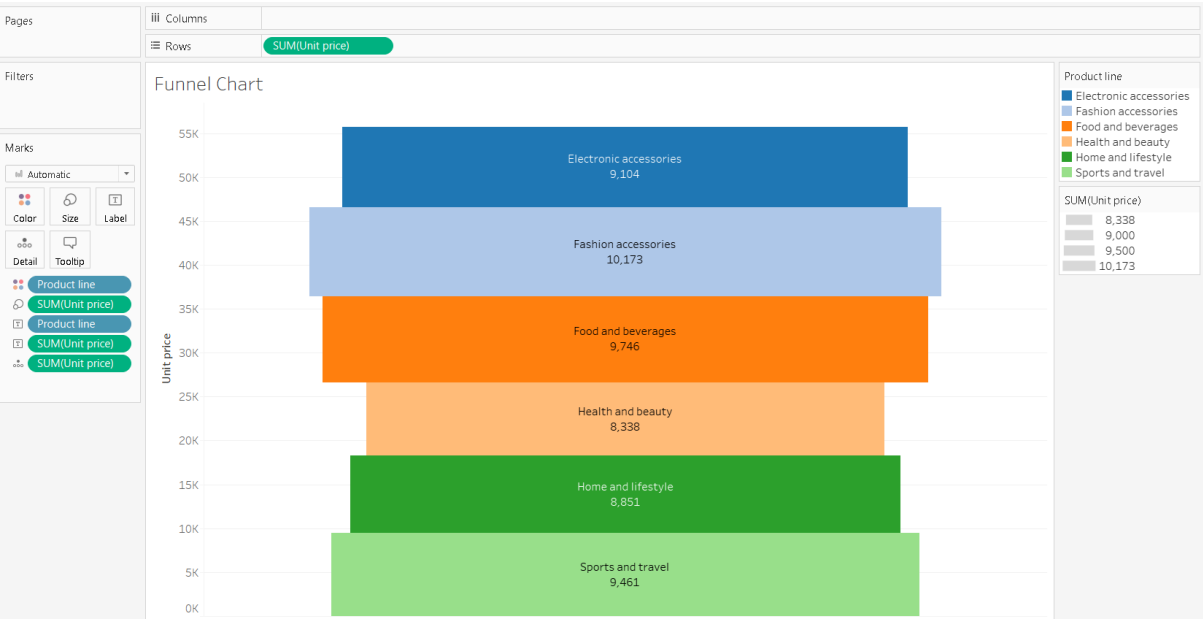 Pages
iii Columns
Rows
SUM(Unit price)
Filters
Marks
Automatic
Color
Size
Label
Detail
Tooltip
Product line
SUM(Unit price)
Product line
SUM(Unit price)
SUM(Unit price)
Funnel Chart
Unit price
55K
50K
45K
40K
35K
30K
25K
20K
15K
10K
5K
0K
Electronic accessories
9,104
Fashion accessories
10,173
Food and beverages
9,746
Health and beauty
8,338
Home and lifestyle
8,851
Sports and travel
9,461
Product line
Electronic accessories
Fashion accessories
Food and beverages
Health and beauty
Home and lifestyle
Sports and travel
SUM(Unit price)
8,338
9,000
9,500
10,173